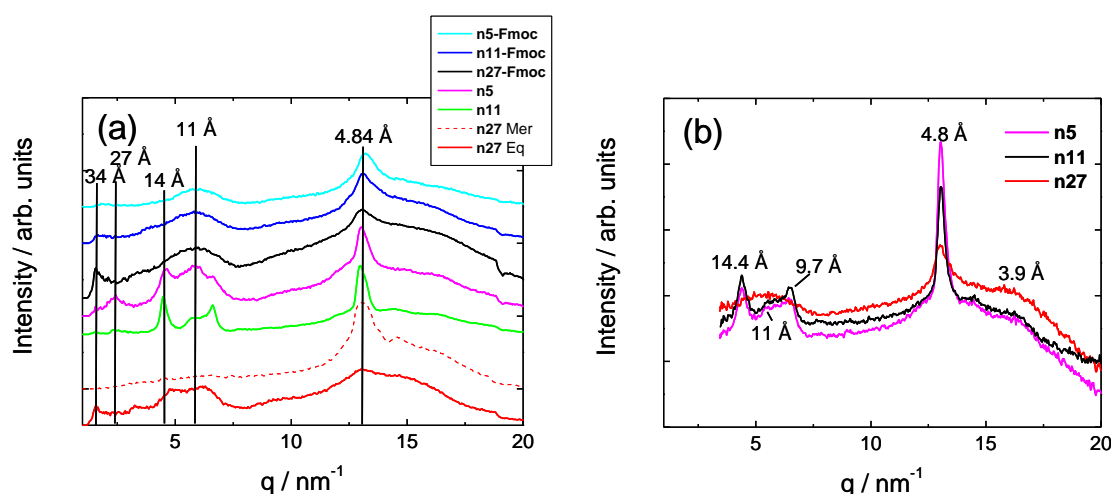 n5-Fmoc
n11-Fmoc
n27-Fmoc
n5
n11
n27 Mer
n27 Eq
(a)
34 Å
27 Å
14 Å
11 Å
4.84 Å
Intensity / arb. units
5
10
15
20
q / nm-1
(b)
4.8 Å
n5
n11
n27
14.4 Å
9.7 Å
11 Å
3.9 Å
Intensity / arb. units
5
10
15
20
q / nm-1